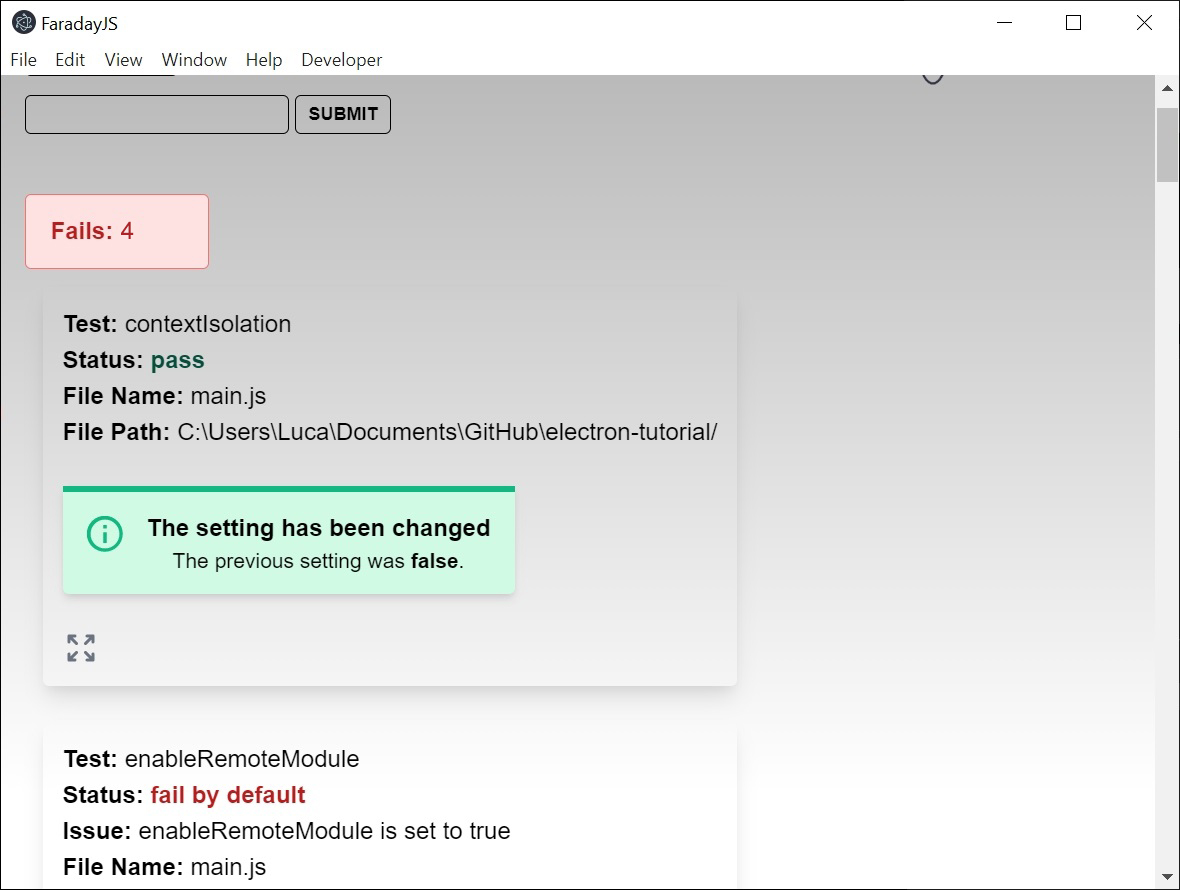 FaradayJS
File Edit View Window Help Developer
SUBMIT
Fails: 4
Test: contextIsolation
Status: pass
File Name: main.js
File Path: C:\Users\Luca\Documents\GitHub\electron-tutorial/
The setting has been changed
The previous setting was false.
Test: enableRemoteModule
Status: fail by default
Issue: enableRemoteModule is set to true
File Name: main.js